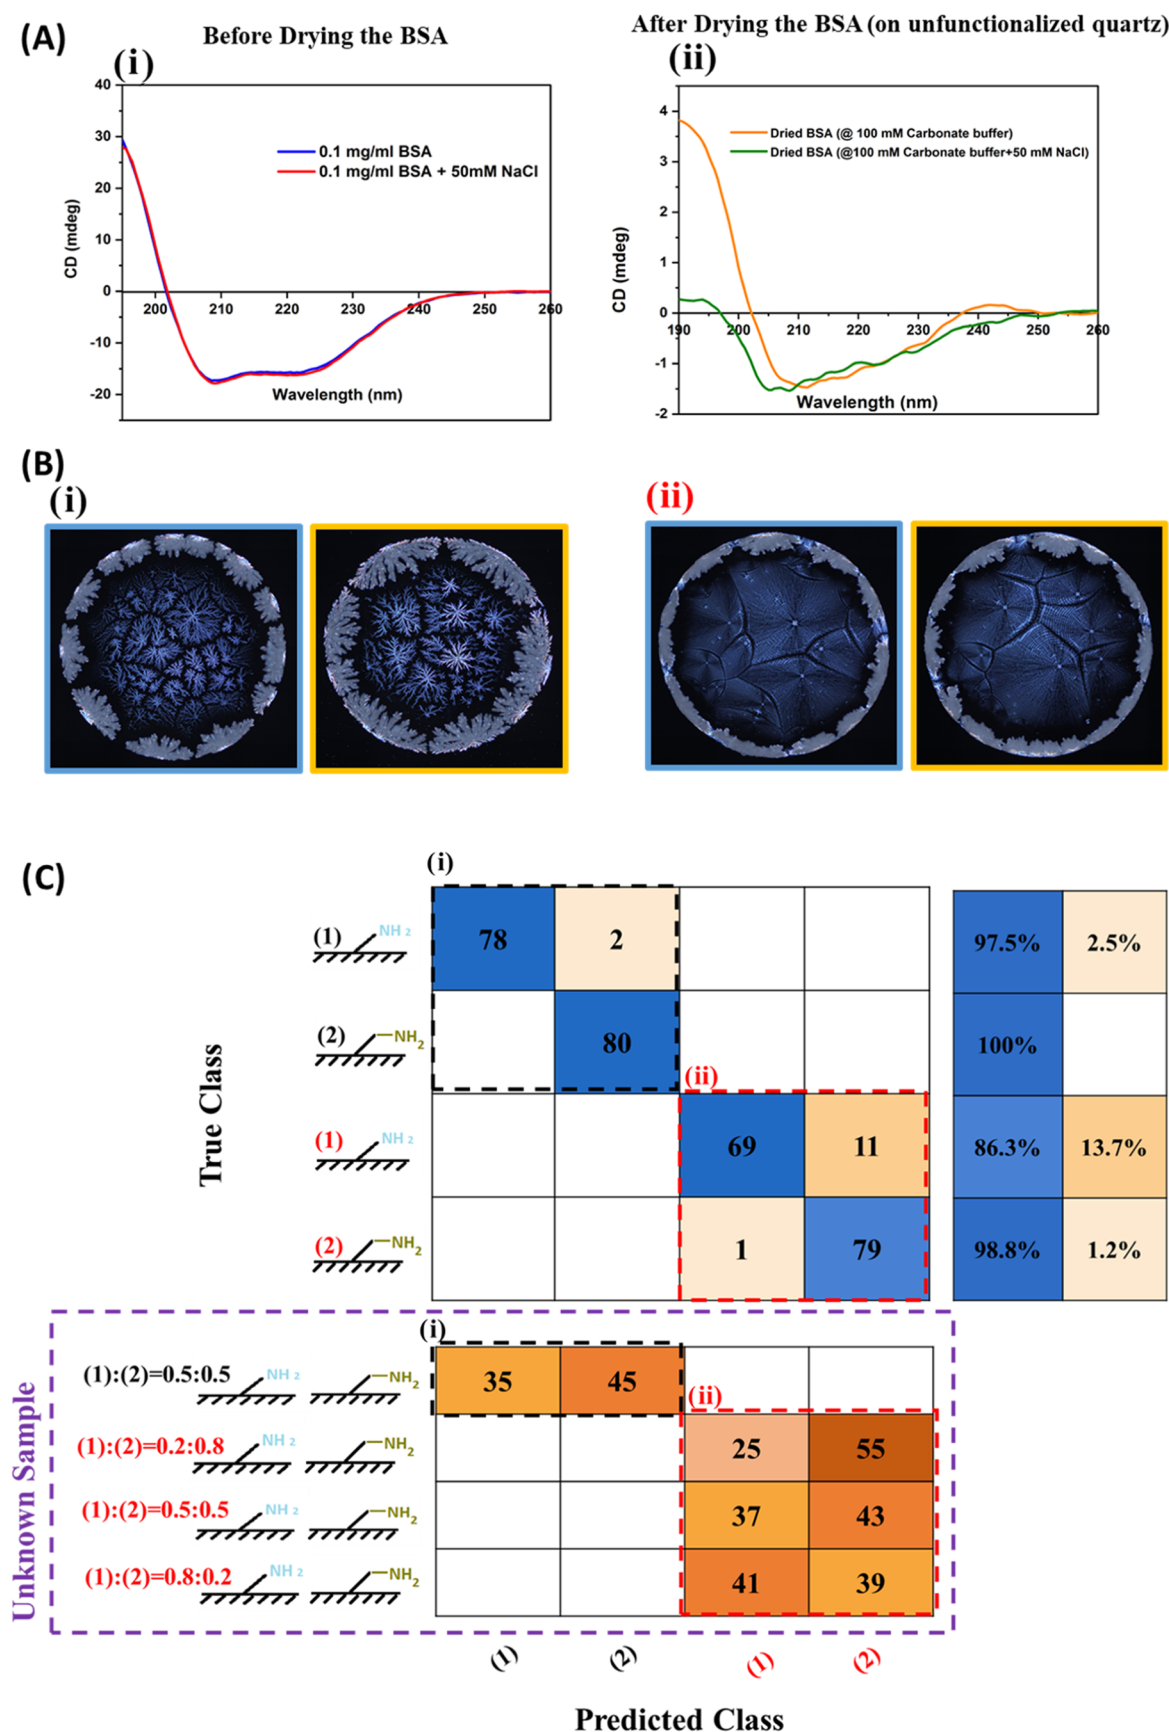 (A)
Before Drying the BSA
After Drying the BSA (on unfunctionalized quartz)
(i)
40
30
20
10
0
-10
-20
CD (mdeg)
0.1 mg/ml BSA
0.1 mg/ml BSA + 50mM NaCl
200 210 220 230 240 250 260
Wavelength (nm)
(ii)
4
3
2
1
0
-1
-2
CD (mdeg)
Dried BSA (@ 100 mM Carbonate buffer)
Dried BSA (@100 mM Carbonate buffer+50 mM NaCl)
190 200 210 220 230 240 250 260
Wavelength (nm)
(B)
(i)
(ii)
(C)
(i)
True Class
(1) NH2 78 2 97.5% 2.5%
(2) NH2 80 100%
(ii)
(1) NH2 69 11 86.3% 13.7%
(2) NH2 1 79 98.8% 1.2%
Unknown Sample
(i)
(1):(2)=0.5:0.5 NH2 NH2 35 45
(ii)
(1):(2)=0.2:0.8 NH2 NH2 25 55
(1):(2)=0.5:0.5 NH2 NH2 37 43
(1):(2)=0.8:0.2 NH2 NH2 41 39
(1) (2) (1) (2)
Predicted Class